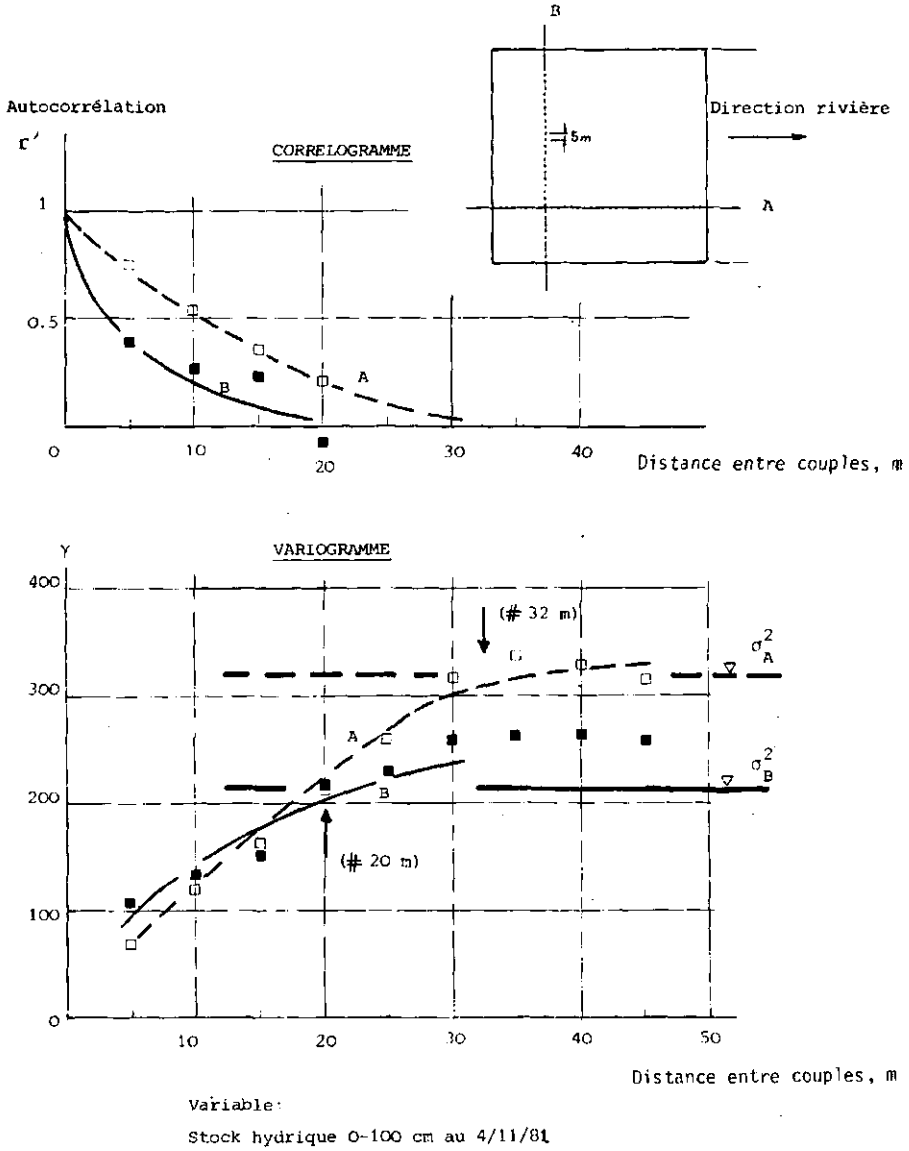 B
Autocorrélation
r'
CORRELOGRAMME
Direction rivière
5m
A
1
0.5
A
B
0 10 20 30 40
Distance entre couples, m
γ
VARIOGRAMME
400
(# 32 m)
σ²A
300
A
σ²B
200
B
(# 20 m)
100
0
10 20 30 40 50
Distance entre couples, m
Variable:
Stock hydrique 0-100 cm au 4/11/81